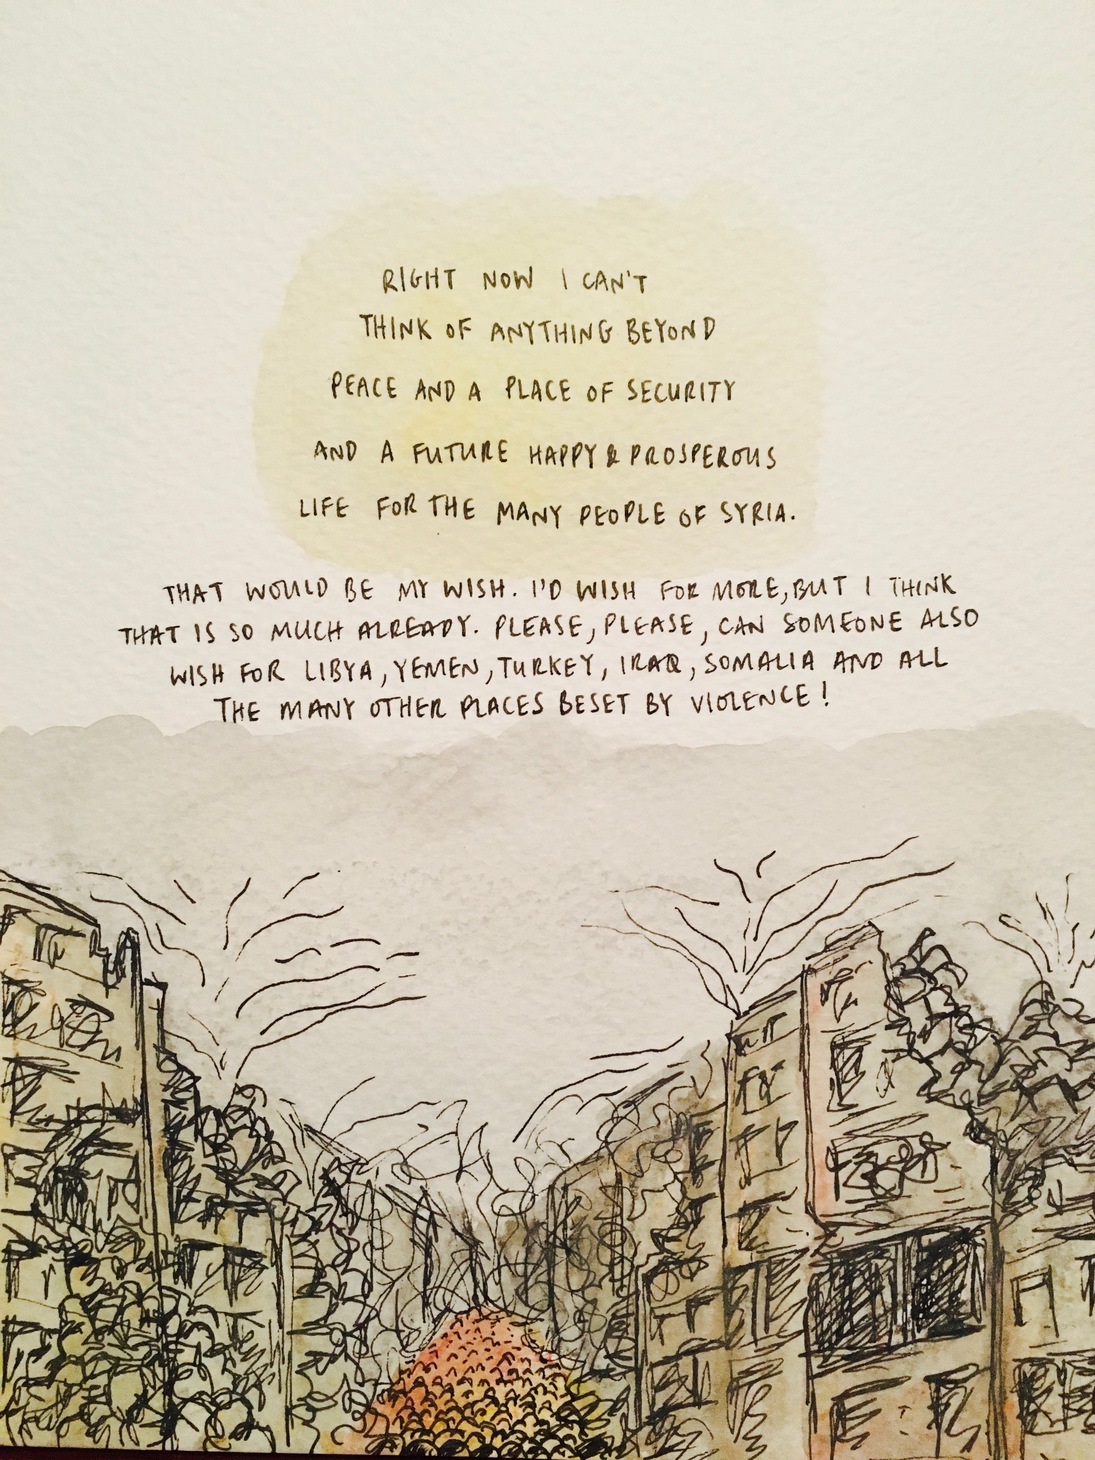 RIGHT NOW I CAN'T
THINK OF ANYTHING BEYOND
PEACE AND A PLACE OF SECURITY
AND A FUTURE HAPPY & PROSPEROUS
LIFE FOR THE MANY PEOPLE OF SYRIA.
THAT WOULD BE MY WISH. I'D WISH FOR MORE, BUT I THINK
THAT IS SO MUCH ALREADY. PLEASE, PLEASE, CAN SOMEONE ALSO
WISH FOR LIBYA, YEMEN, TURKEY, IRAQ, SOMALIA AND ALL
THE MANY OTHER PLACES BESET BY VIOLENCE!